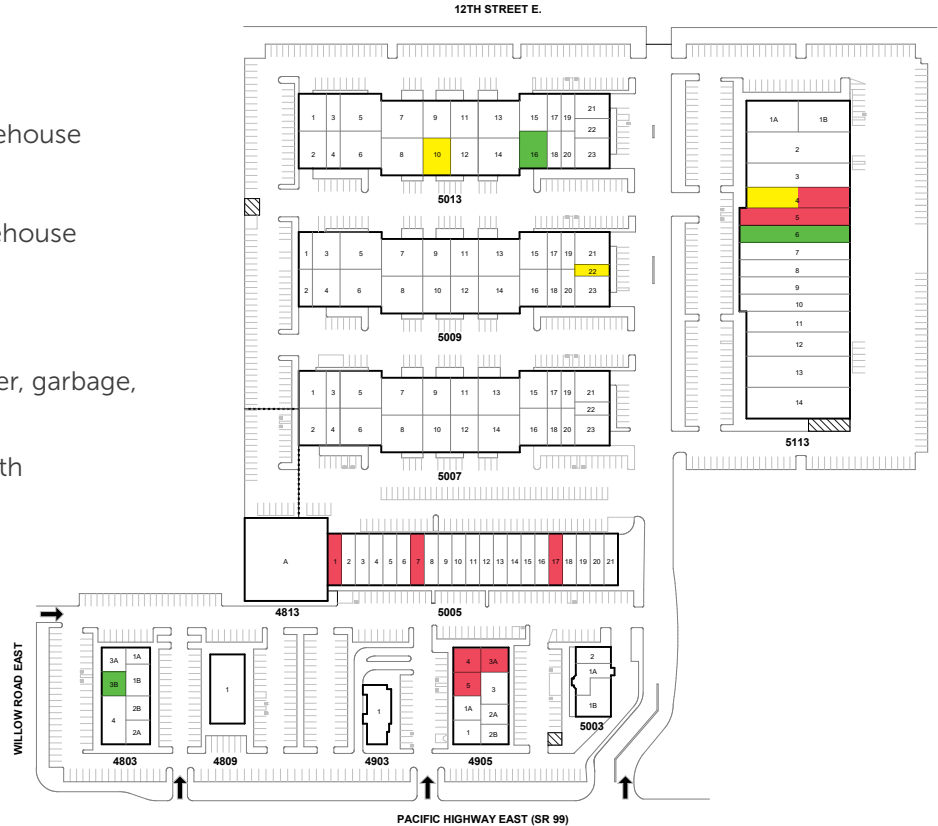 12TH STREET E.
ehouse
ehouse
er, garbage,
th
1 3 5 7 9 11 13 15 17 19 21
22
2 4 6 8 10 12 14 16 18 20 23
5013
1 3 5 7 9 11 13 15 17 19 21
22
2 4 6 8 10 12 14 16 18 20 23
5009
1 3 5 7 9 11 13 15 17 19 21
22
2 4 6 8 10 12 14 16 18 20 23
5007
1A 1B
2
3
4
5
6
7
8
9
10
11
12
13
14
5113
A 1 2 3 4 5 6 7 8 9 10 11 12 13 14 15 16 17 18 19 20 21
4813 5005
WILLOW ROAD EAST
3A 1A
3B 1B
4 2B
2A
4803
1
4809
1
4903
4 3A
5 3
1A 2A
1 2B
4905
2
1A
1B
5003
PACIFIC HIGHWAY EAST (SR 99)